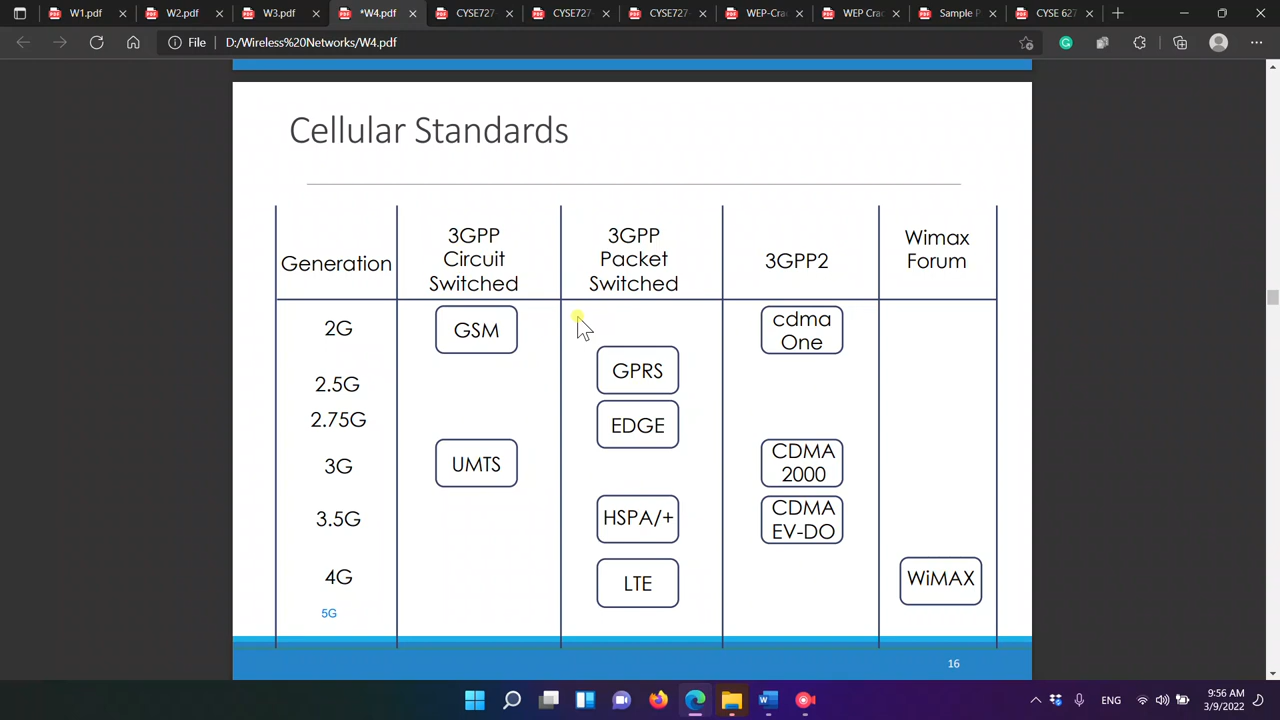 W1.pdf
W2.pdf
W3.pdf
*W4.pdf
CYSE727
CYSE727-
CYSE727-
WEP-Crac
WEP Crac
Sample P
CYSE 627
File D:/Wireless%20Networks/W4.pdf
Cellular Standards
Generation
3GPP
Circuit
Switched
3GPP
Packet
Switched
3GPP2
Wimax
Forum
2G
GSM
cdma
One
2.5G
GPRS
2.75G
EDGE
3G
UMTS
CDMA
2000
3.5G
HSPA/+
CDMA
EV-DO
4G
LTE
WiMAX
5G
16
ENG
9:56 AM
3/9/2022